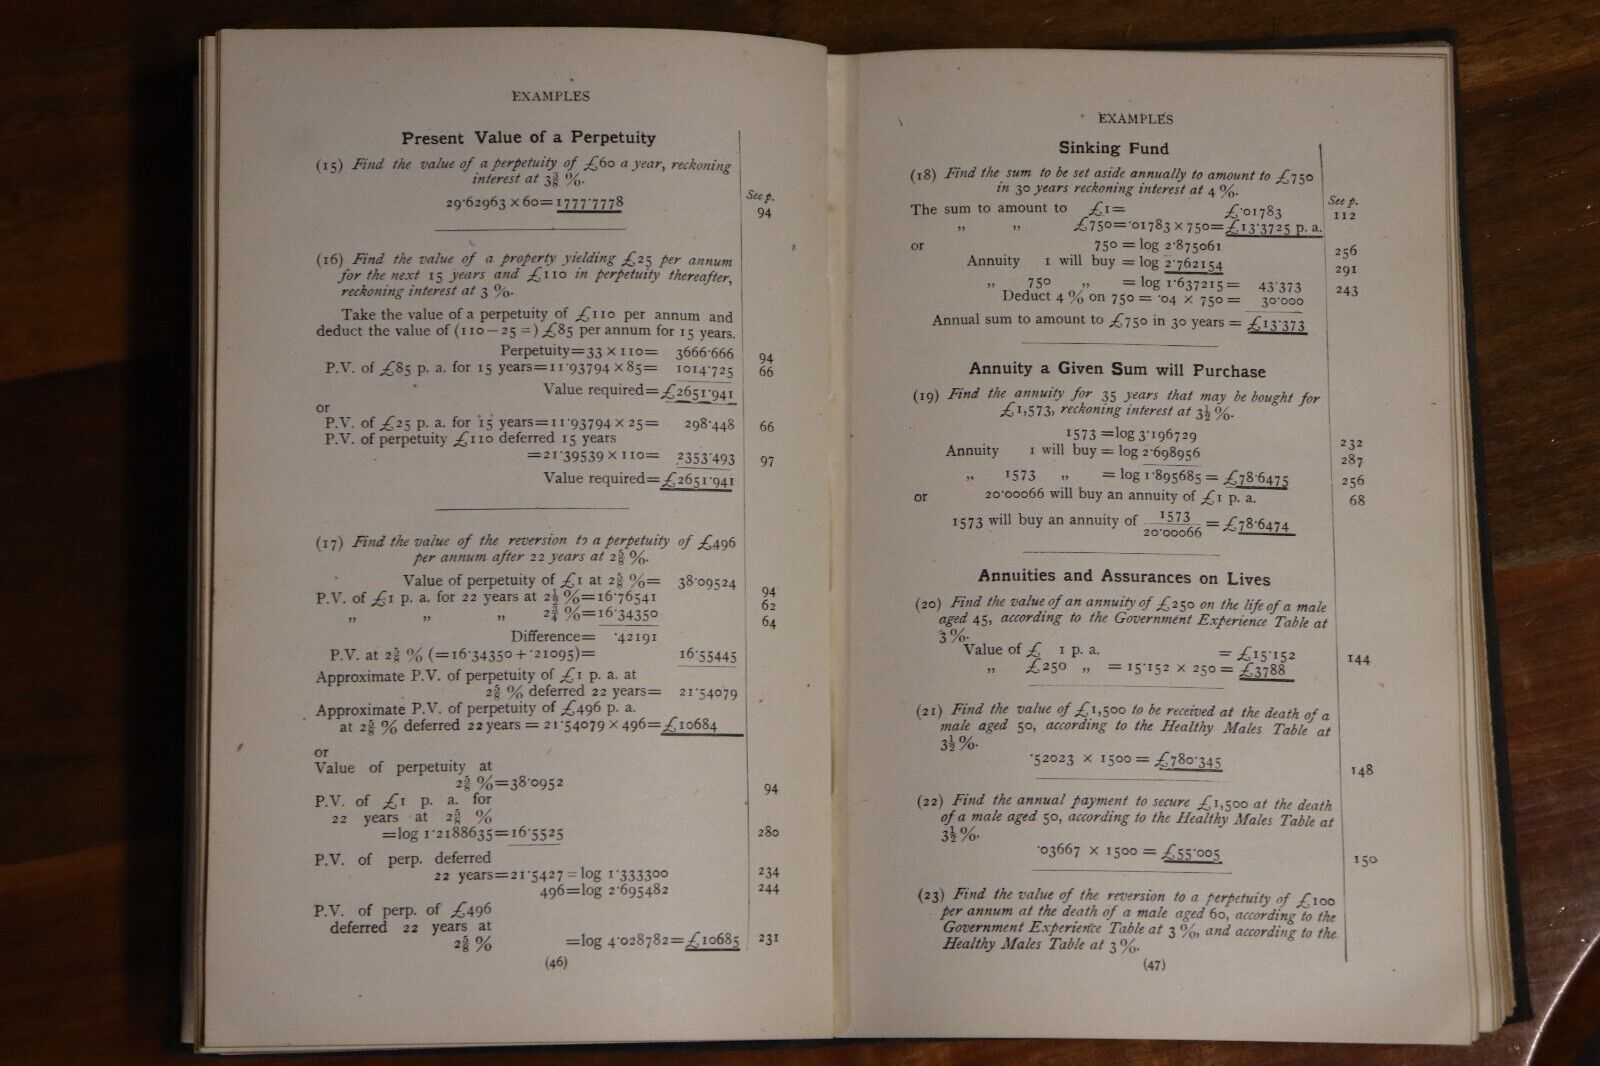 EXAMPLES
Present Value of a Perpetuity
(15) Find the value of a perpetuity of £60 a year, reckoning
interest at 3⅜ %.
See p.
29·62963 × 60 = 1777·7778
94
(16) Find the value of a property yielding £25 per annum
for the next 15 years and £110 in perpetuity thereafter,
reckoning interest at 3 %.
Take the value of a perpetuity of £110 per annum and
deduct the value of (110 – 25 =) £85 per annum for 15 years.
Perpetuity = 33 × 110 = 3666·666 94
P.V. of £85 p. a. for 15 years = 11·93794 × 85 = 1014·725 66
Value required = £2651·941
or
P.V. of £25 p. a. for 15 years = 11·93794 × 25 = 298·448 66
P.V. of perpetuity £110 deferred 15 years
= 21·39539 × 110 = 2353·493 97
Value required = £2651·941
(17) Find the value of the reversion to a perpetuity of £496
per annum after 22 years at 2⅝ %.
Value of perpetuity of £1 at 2⅝ % = 38·09524 94
P.V. of £1 p. a. for 22 years at 2½ % = 16·76541 62
„ „ „ 2¾ % = 16·34350 64
Difference = ·42191
P.V. at 2⅝ % (= 16·34350 + ·21095) = 16·55445
Approximate P.V. of perpetuity of £1 p. a. at
2⅝ % deferred 22 years = 21·54079
Approximate P.V. of perpetuity of £496 p. a.
at 2⅝ % deferred 22 years = 21·54079 × 496 = £10684
or
Value of perpetuity at
2⅝ % = 38·0952 94
P.V. of £1 p. a. for
22 years at 2⅝ %
= log 1·2188635 = 16·5525 280
P.V. of perp. deferred
22 years = 21·5427 = log 1·333300 234
496 = log 2·695482 244
P.V. of perp. of £496
deferred 22 years at
2⅝ % = log 4·028782 = £10685 231
(46)
EXAMPLES
Sinking Fund
(18) Find the sum to be set aside annually to amount to £750
in 30 years reckoning interest at 4 %.
See p.
The sum to amount to £1 = £·01783 112
„ „ £750 = ·01783 × 750 = £13·3725 p. a.
or 750 = log 2·875061 256
Annuity 1 will buy = log 2·762154 291
„ 750 „ = log 1·637215 = 43·373 243
Deduct 4 % on 750 = ·04 × 750 = 30·000
Annual sum to amount to £750 in 30 years = £13·373
Annuity a Given Sum will Purchase
(19) Find the annuity for 35 years that may be bought for
£1,573, reckoning interest at 3½ %.
1573 = log 3·196729 232
Annuity 1 will buy = log 2·698956 287
„ 1573 „ = log 1·895685 = £78·6475 256
or 20·00066 will buy an annuity of £1 p. a. 68
1573 will buy an annuity of 1573/20·00066 = £78·6474
Annuities and Assurances on Lives
(20) Find the value of an annuity of £250 on the life of a male
aged 45, according to the Government Experience Table at
3 %.
Value of £ 1 p. a. = £15·152 144
„ £250 „ = 15·152 × 250 = £3788
(21) Find the value of £1,500 to be received at the death of a
male aged 50, according to the Healthy Males Table at
3½ %.
·52023 × 1500 = £780·345 148
(22) Find the annual payment to secure £1,500 at the death
of a male aged 50, according to the Healthy Males Table at
3½ %.
·03667 × 1500 = £55·005 150
(23) Find the value of the reversion to a perpetuity of £100
per annum at the death of a male aged 60, according to the
Government Experience Table at 3 %, and according to the
Healthy Males Table at 3 %.
(47)